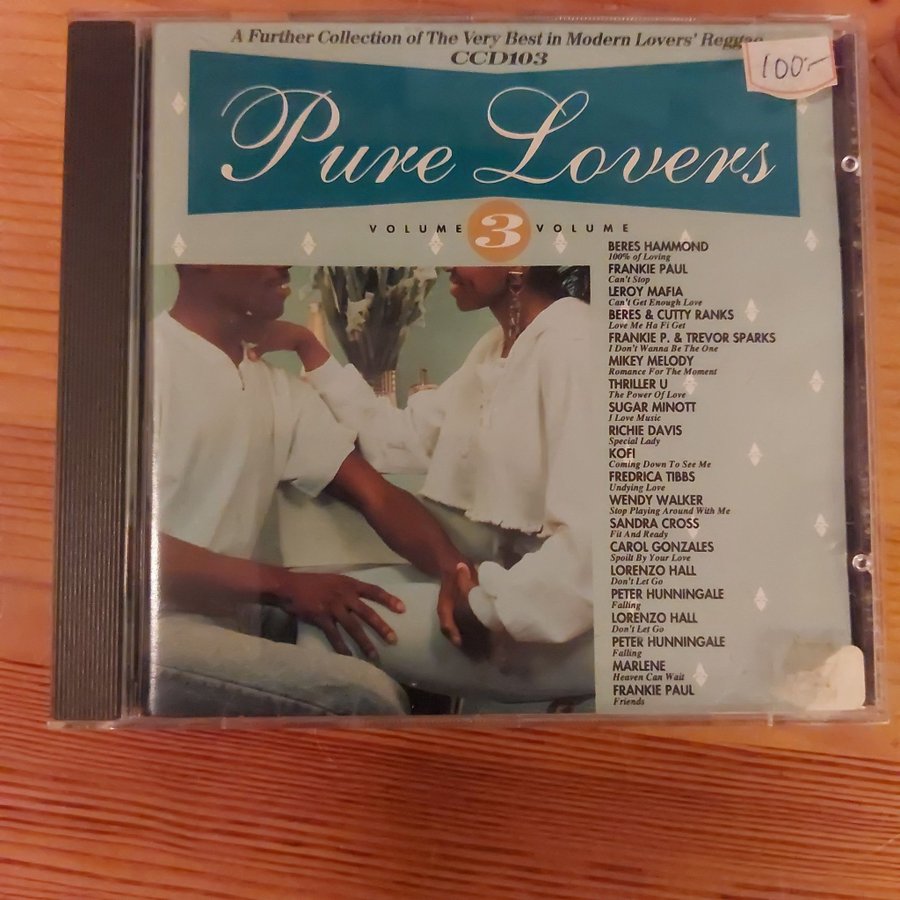 A Further Collection of The Very Best in Modern Lovers' Reggae
CCD103
100:-
Pure Lovers
VOLUME 3 VOLUME
BERES HAMMOND
100% of Loving
FRANKIE PAUL
Can't Stop
LEROY MAFIA
Can't Get Enough Love
BERES & CUTTY RANKS
Love Me Ha Fi Get
FRANKIE P. & TREVOR SPARKS
I Don't Wanna Be The One
MIKEY MELODY
Romance For The Moment
THRILLER U
The Power Of Love
SUGAR MINOTT
I Love Music
RICHIE DAVIS
Special Lady
KOFI
Coming Down To See Me
FREDRICA TIBBS
Undying Love
WENDY WALKER
Stop Playing Around With Me
SANDRA CROSS
Fit And Ready
CAROL GONZALES
Spoilt By Your Love
LORENZO HALL
Don't Let Go
PETER HUNNINGALE
Falling
LORENZO HALL
Don't Let Go
PETER HUNNINGALE
Falling
MARLENE
Heaven Can Wait
FRANKIE PAUL
Friends